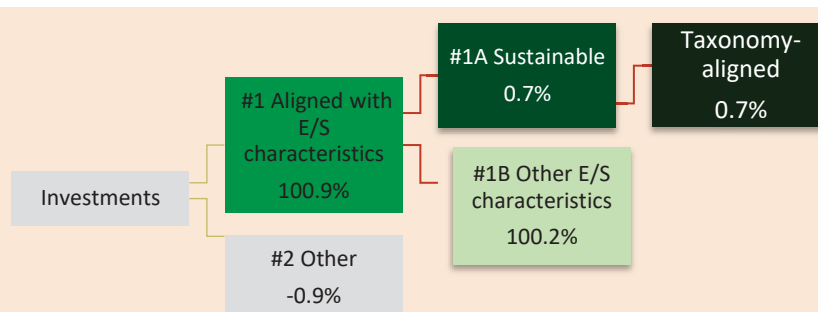 Investments
#1 Aligned with
E/S
characteristics
100.9%
#2 Other
-0.9%
#1A Sustainable
0.7%
#1B Other E/S
characteristics
100.2%
Taxonomy-
aligned
0.7%